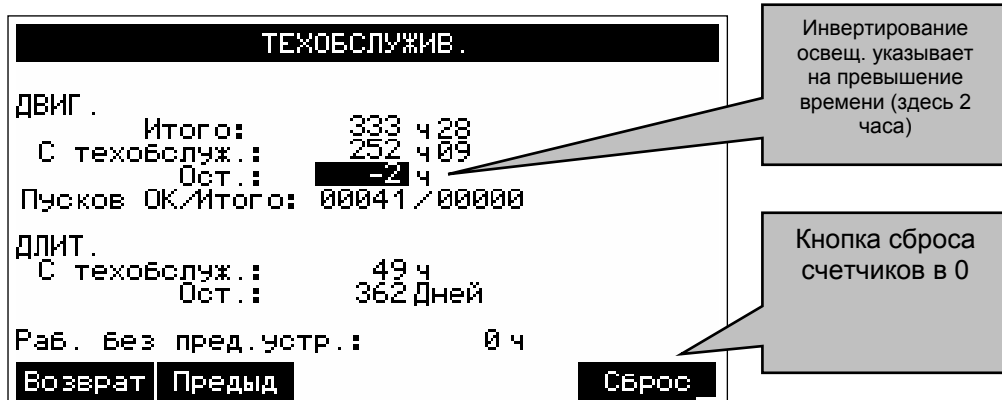 ТЕХОБСЛУЖИВ.
ДВИГ.
Итого: 333 ч 28
С техобслуж.: 252 ч 09
Ост.: -2 ч
Пусков ОК/Итого: 00041/00000
ДЛИТ.
С техобслуж.: 49 ч
Ост.: 362 Дней
Раб. без пред.устр.: 0 ч
Возврат Предыд Сброс
Инвертирование
освещ. указывает
на превышение
времени (здесь 2
часа)
Кнопка сброса
счетчиков в 0